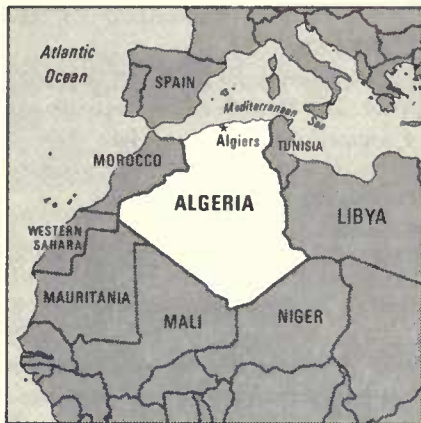 Atlantic
Ocean
SPAIN
Mediterranean
Sea
Algiers
TUNISIA
MOROCCO
ALGERIA
LIBYA
WESTERN
SAHARA
MAURITANIA
MALI
NIGER